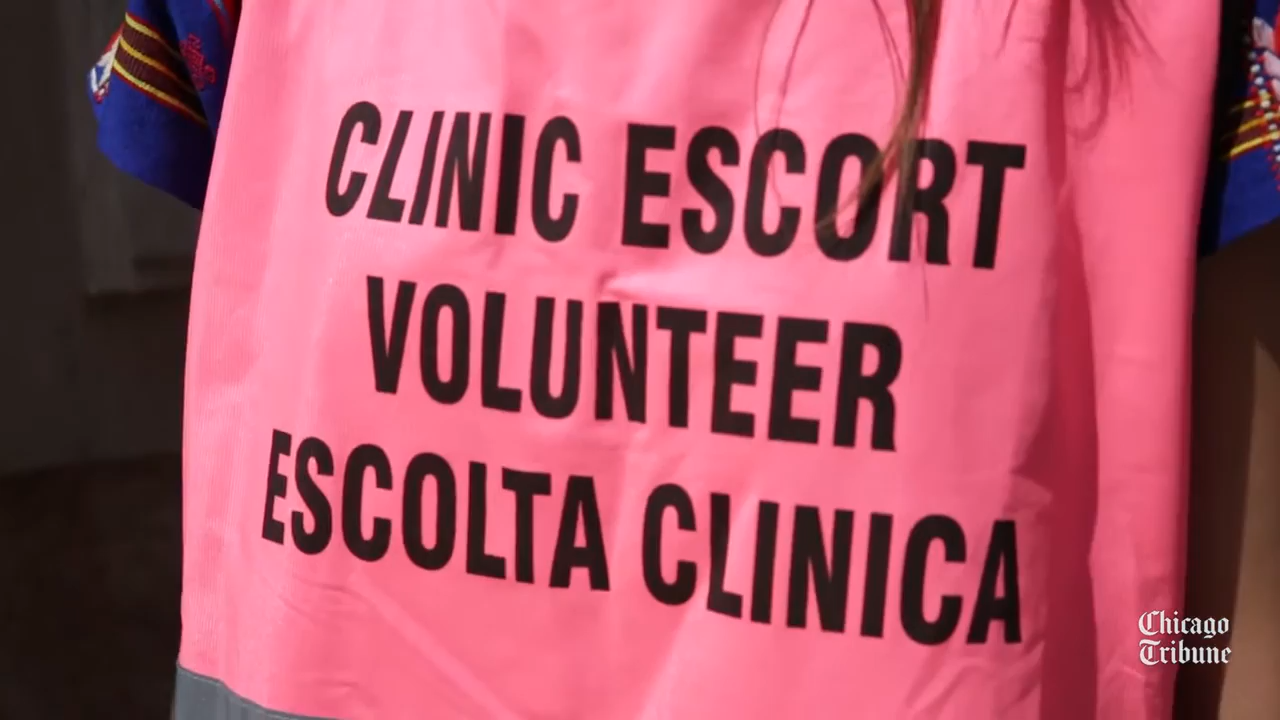 CLINIC ESCORT
VOLUNTEER
ESCOLTA CLINICA
Chicago
Tribune